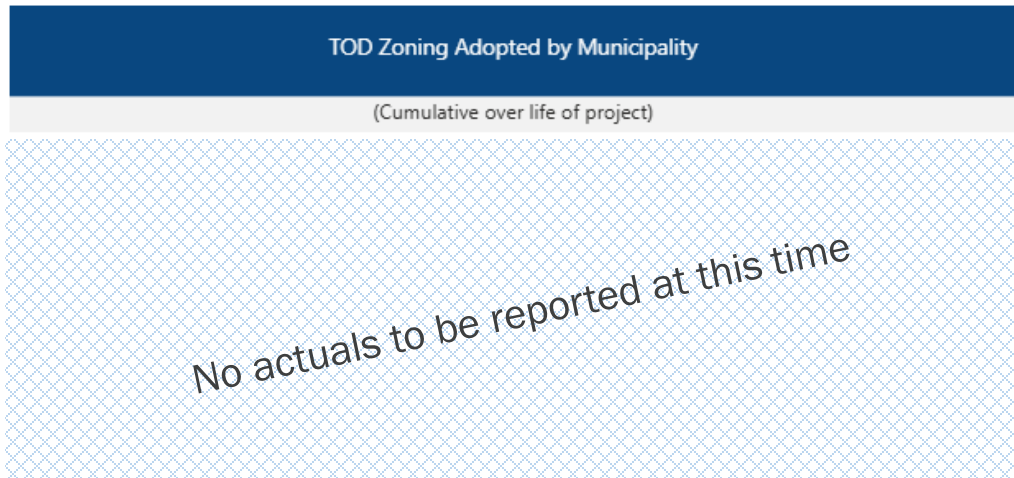 TOD Zoning Adopted by Municipality
(Cumulative over life of project)
No actuals to be reported at this time